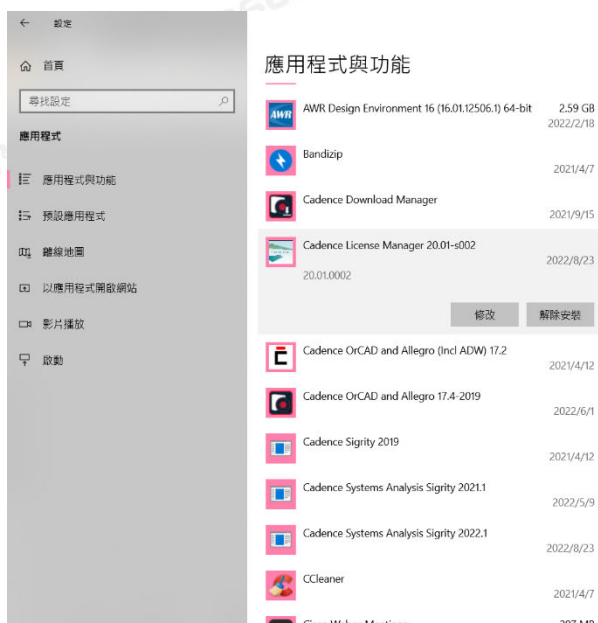 設定
首頁
尋找設定
應用程式
應用程式與功能
預設應用程式
離線地圖
以應用程式開啟網站
影片播放
啟動
應用程式與功能
AWR
AWR Design Environment 16 (16.01.12506.1) 64-bit 2.59 GB
2022/2/18
Bandizip
2021/4/7
Cadence Download Manager
2021/9/15
Cadence License Manager 20.01-s002
2022/8/23
20.01.0002
修改 解除安裝
Cadence OrCAD and Allegro (Incl ADW) 17.2
2021/4/12
Cadence OrCAD and Allegro 17.4-2019
2022/6/1
Cadence Sigrity 2019
2021/4/12
Cadence Systems Analysis Sigrity 2021.1
2022/5/9
Cadence Systems Analysis Sigrity 2022.1
2022/8/23
CCleaner
2021/4/7